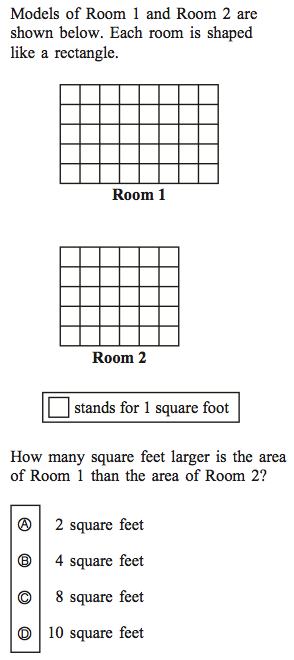 Models of Room 1 and Room 2 are
shown below. Each room is shaped
like a rectangle.
Room 1
Room 2
stands for 1 square foot
How many square feet larger is the area
of Room 1 than the area of Room 2?
A 2 square feet
B 4 square feet
C 8 square feet
D 10 square feet